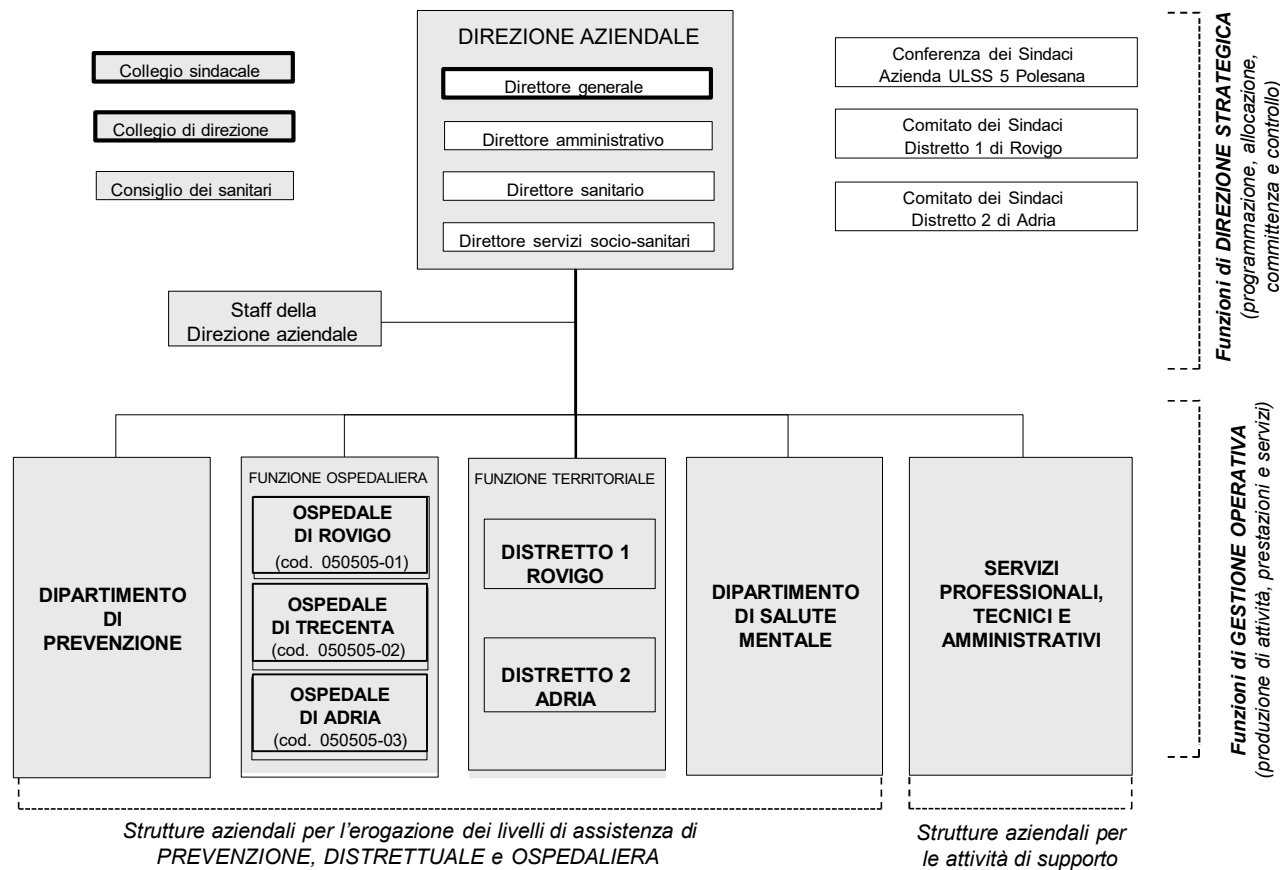 DIREZIONE AZIENDALE
Direttore generale
Direttore amministrativo
Direttore sanitario
Direttore servizi socio-sanitari
Collegio sindacale
Collegio di direzione
Consiglio dei sanitari
Conferenza dei Sindaci
Azienda ULSS 5 Polesana
Comitato dei Sindaci
Distretto 1 di Rovigo
Comitato dei Sindaci
Distretto 2 di Adria
Funzioni di DIREZIONE STRATEGICA
(programmazione, allocazione,
committenza e controllo)
Staff della
Direzione aziendale
DIPARTIMENTO
DI
PREVENZIONE
FUNZIONE OSPEDALIERA
OSPEDALE
DI ROVIGO
(cod. 050505-01)
OSPEDALE
DI TRECENTA
(cod. 050505-02)
OSPEDALE
DI ADRIA
(cod. 050505-03)
FUNZIONE TERRITORIALE
DISTRETTO 1
ROVIGO
DISTRETTO 2
ADRIA
DIPARTIMENTO
DI SALUTE
MENTALE
SERVIZI
PROFESSIONALI,
TECNICI E
AMMINISTRATIVI
Funzioni di GESTIONE OPERATIVA
(produzione di attività, prestazioni e servizi)
Strutture aziendali per l’erogazione dei livelli di assistenza di
PREVENZIONE, DISTRETTUALE e OSPEDALIERA
Strutture aziendali per
le attività di supporto